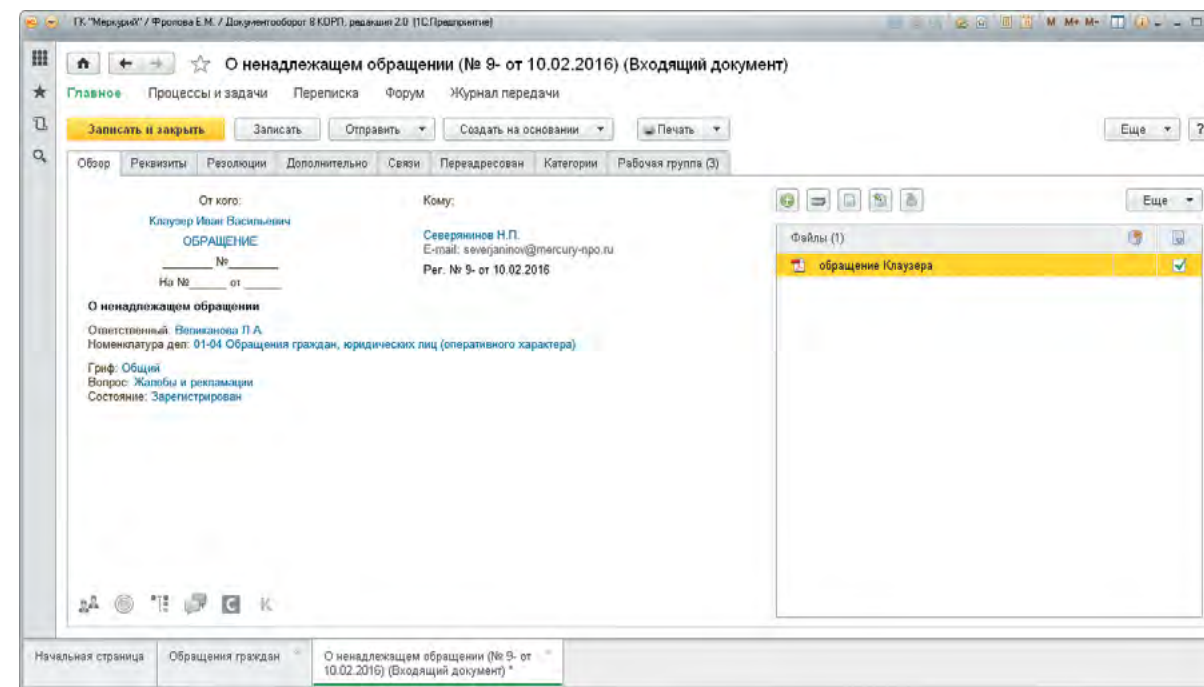 ГК "Меркурий" / Фролова Е.М. / Документооборот 8 КОРП, редакция 2.0 (1С:Предприятие)
M M+ M-
О ненадлежащем обращении (№ 9- от 10.02.2016) (Входящий документ)
Главное Процессы и задачи Переписка Форум Журнал передачи
Записать и закрыть Записать Отправить Создать на основании Печать Еще ?
Обзор Реквизиты Резолюции Дополнительно Связи Переадресован Категории Рабочая группа (3)
От кого: Кому: Еще
Клаузер Иван Васильевич
ОБРАЩЕНИЕ Северянинов Н.П. Файлы (1)
E-mail: severjaninov@mercury-npo.ru
_______ №_______ Рег. № 9- от 10.02.2016 обращение Клаузера
На №_____ от _____
О ненадлежащем обращении
Ответственный: Великанова Л.А.
Номенклатура дел: 01-04 Обращения граждан, юридических лиц (оперативного характера)
Гриф: Общий
Вопрос: Жалобы и рекламации
Состояние: Зарегистрирован
C K
Начальная страница Обращения граждан О ненадлежащем обращении (№ 9- от
10.02.2016) (Входящий документ) *